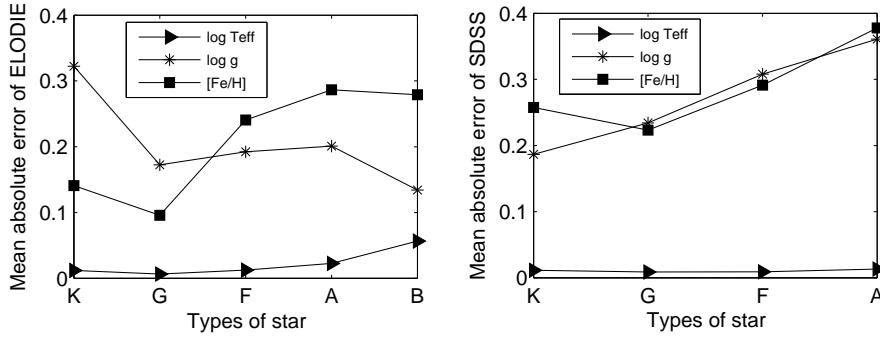 Mean absolute error of ELODIE
0.4
0.3
0.2
0.1
0
log Teff
log g
[Fe/H]
K G F A B
Types of star
Mean absolute error of SDSS
0.4
0.3
0.2
0.1
0
log Teff
log g
[Fe/H]
K G F A
Types of star